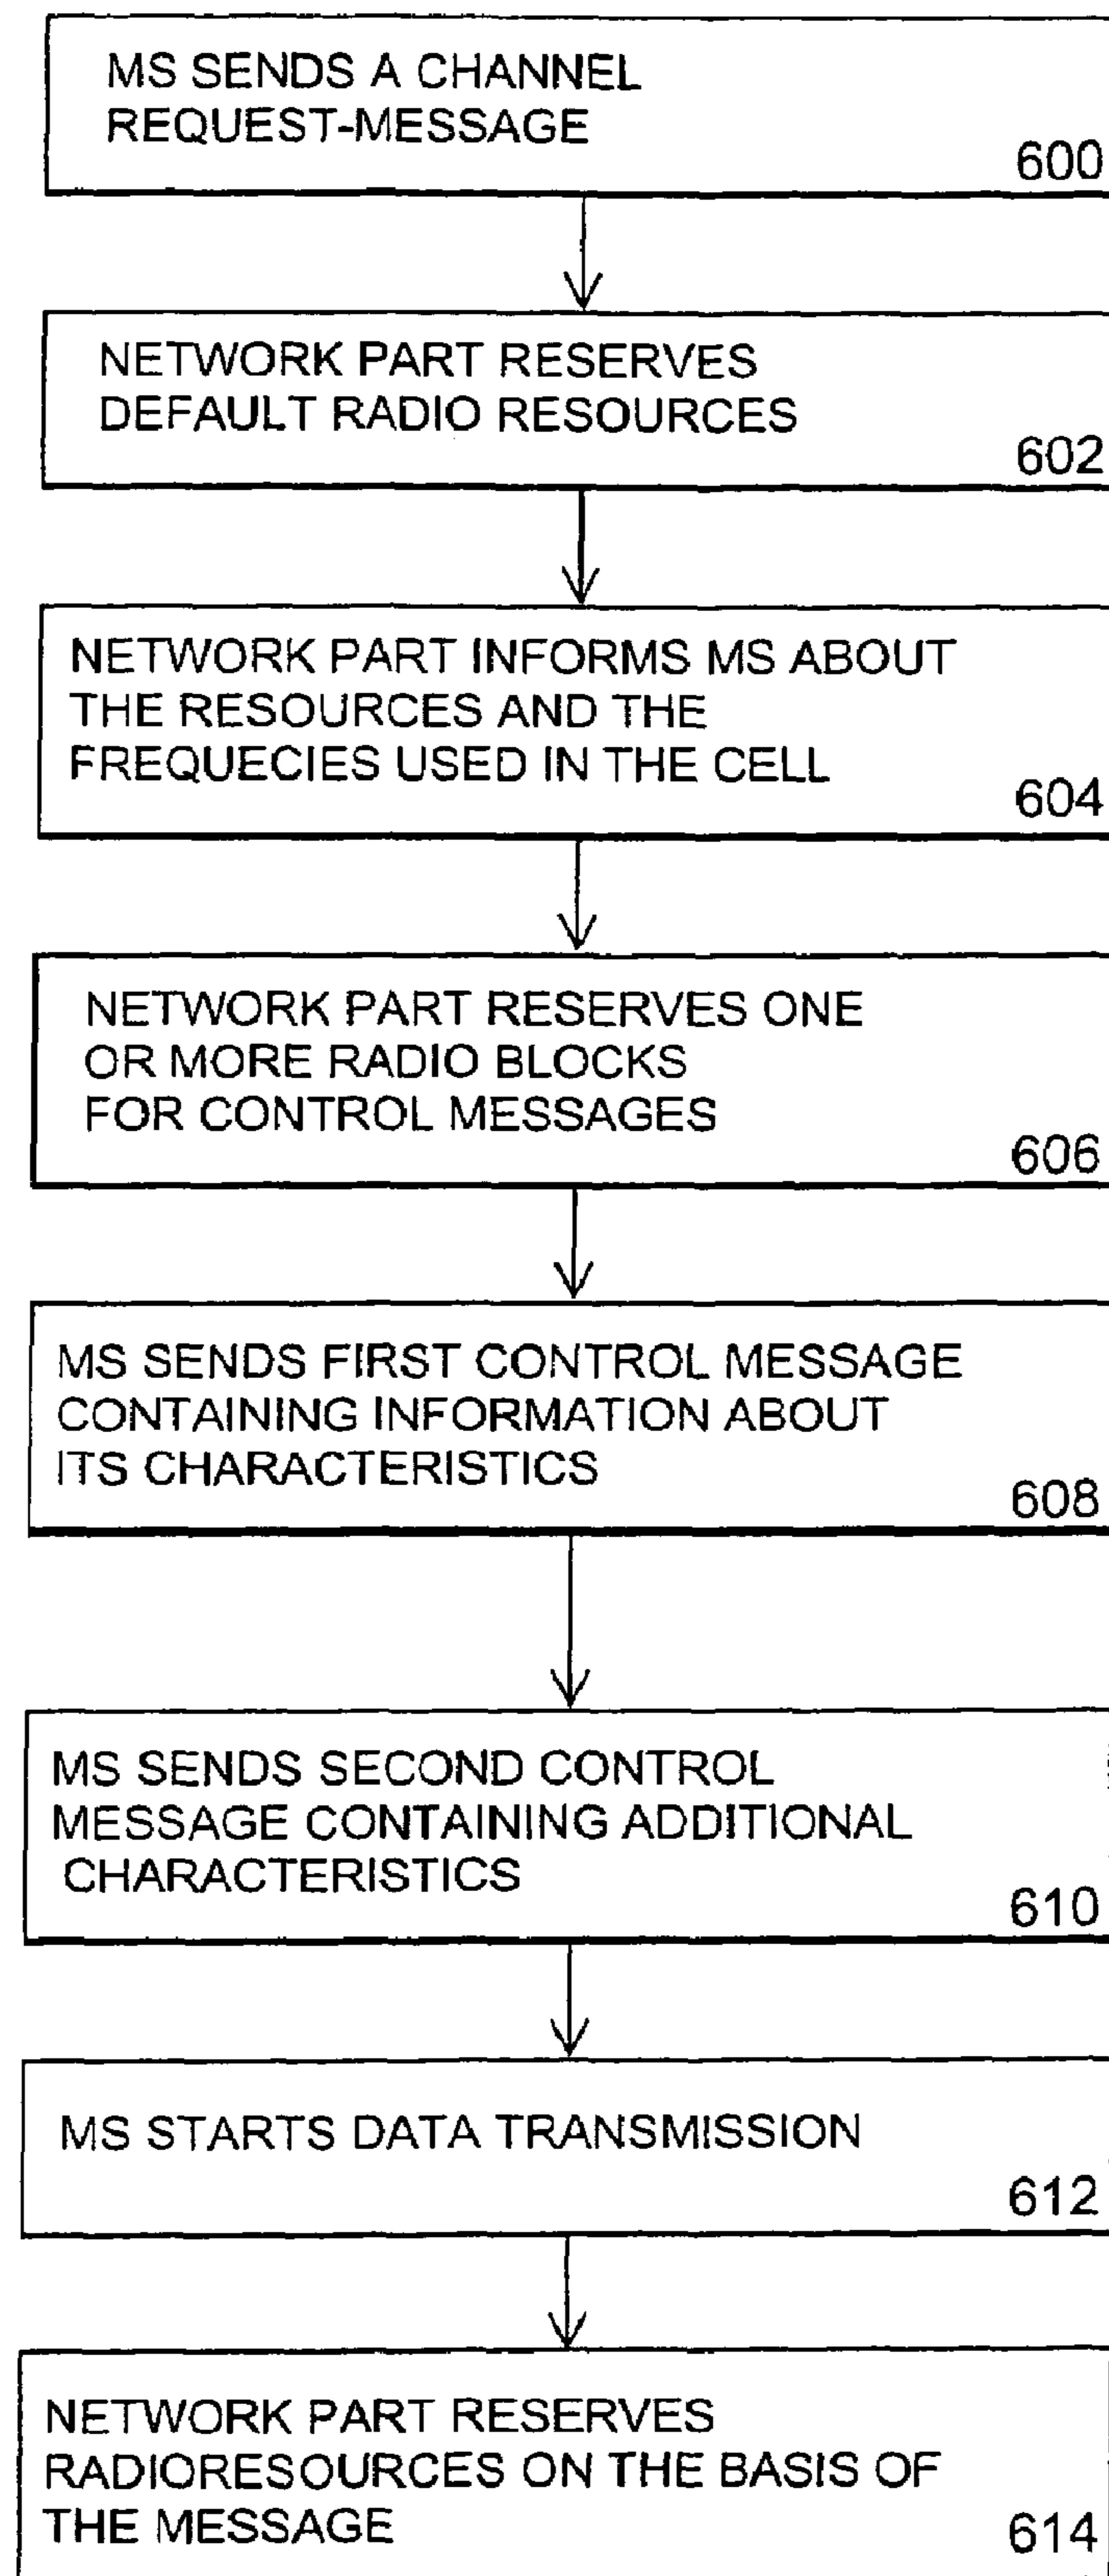 MS SENDS A CHANNEL
REQUEST-MESSAGE
600
NETWORK PART RESERVES
DEFAULT RADIO RESOURCES
602
NETWORK PART INFORMS MS ABOUT
THE RESOURCES AND THE
FREQUECIES USED IN THE CELL
604
NETWORK PART RESERVES ONE
OR MORE RADIO BLOCKS
FOR CONTROL MESSAGES
606
MS SENDS FIRST CONTROL MESSAGE
CONTAINING INFORMATION ABOUT
ITS CHARACTERISTICS
608
MS SENDS SECOND CONTROL
MESSAGE CONTAINING ADDITIONAL
CHARACTERISTICS
610
MS STARTS DATA TRANSMISSION
612
NETWORK PART RESERVES
RADIORESOURCES ON THE BASIS OF
THE MESSAGE
614